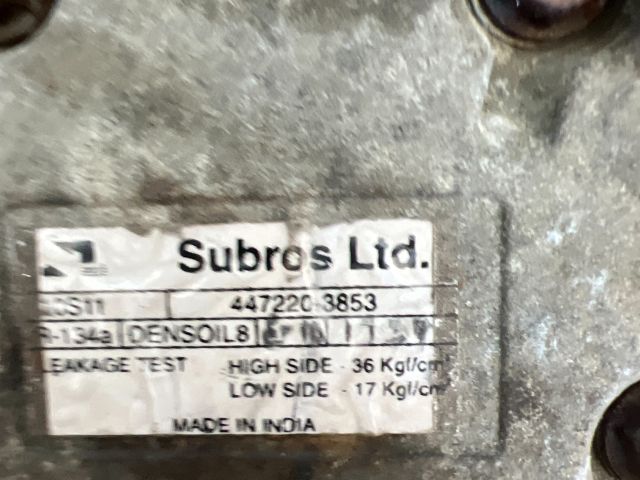 Subros Ltd.
10S11 447220-3853
R-134a DENSOIL8
LEAKAGE TEST HIGH SIDE - 36 Kgf/cm
LOW SIDE - 17 Kgf/cm
MADE IN INDIA